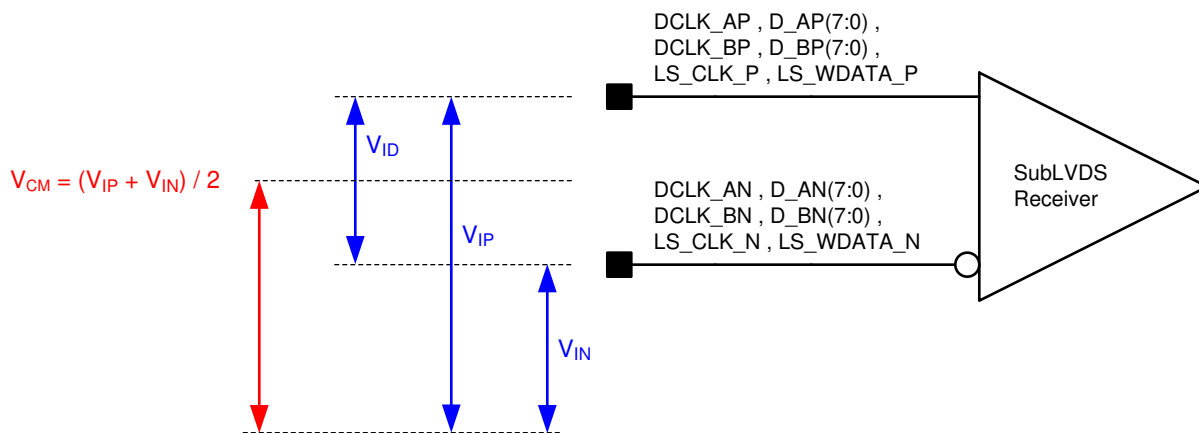 DCLK_AP , D_AP(7:0) ,
DCLK_BP , D_BP(7:0) ,
LS_CLK_P , LS_WDATA_P
VID
VCM = (VIP + VIN) / 2
SubLVDS
Receiver
DCLK_AN , D_AN(7:0) ,
DCLK_BN , D_BN(7:0) ,
LS_CLK_N , LS_WDATA_N
VIP
VIN